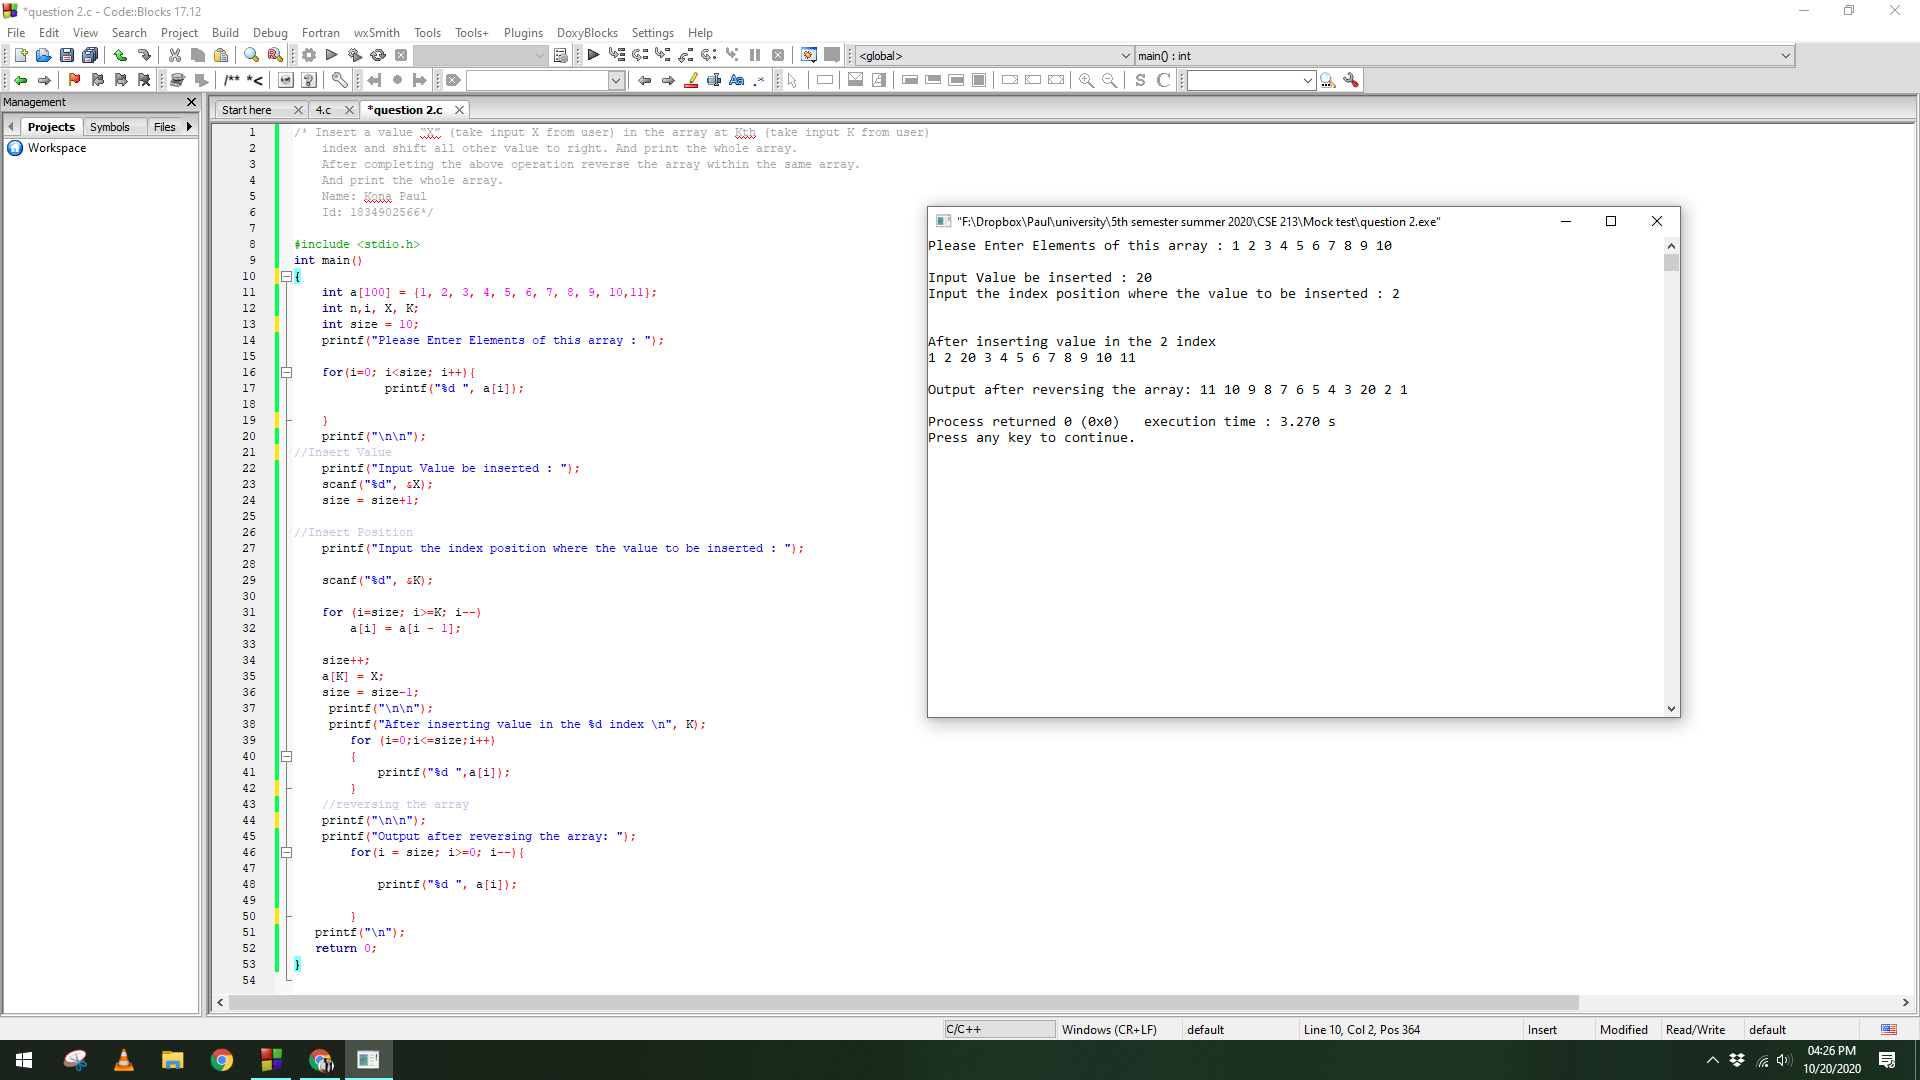 *question 2.c - Code::Blocks 17.12
File Edit View Search Project Build Debug Fortran wxSmith Tools Tools+ Plugins DoxyBlocks Settings Help
<global> main() : int
/** *<
Management
Projects Symbols Files
Workspace
Start here 4.c *question 2.c
1 /* Insert a value "X" (take input X from user) in the array at Kth (take input K from user)
2 index and shift all other value to right. And print the whole array.
3 After completing the above operation reverse the array within the same array.
4 And print the whole array.
5 Name: Kona Paul
6 Id: 1834902566*/
7
8 #include <stdio.h>
9 int main()
10 {
11 int a[100] = {1, 2, 3, 4, 5, 6, 7, 8, 9, 10,11};
12 int n,i, X, K;
13 int size = 10;
14 printf("Please Enter Elements of this array : ");
15
16 for(i=0; i<size; i++){
17 printf("%d ", a[i]);
18
19 }
20 printf("\n\n");
21 //Insert Value
22 printf("Input Value be inserted : ");
23 scanf("%d", &X);
24 size = size+1;
25
26 //Insert Position
27 printf("Input the index position where the value to be inserted : ");
28
29 scanf("%d", &K);
30
31 for (i=size; i>=K; i--)
32 a[i] = a[i - 1];
33
34 size++;
35 a[K] = X;
36 size = size-1;
37 printf("\n\n");
38 printf("After inserting value in the %d index \n", K);
39 for (i=0;i<=size;i++)
40 {
41 printf("%d ",a[i]);
42 }
43 //reversing the array
44 printf("\n\n");
45 printf("Output after reversing the array: ");
46 for(i = size; i>=0; i--){
47
48 printf("%d ", a[i]);
49
50 }
51 printf("\n");
52 return 0;
53 }
54
"F:\Dropbox\Paul\university\5th semester summer 2020\CSE 213\Mock test\question 2.exe"
Please Enter Elements of this array : 1 2 3 4 5 6 7 8 9 10
Input Value be inserted : 20
Input the index position where the value to be inserted : 2
After inserting value in the 2 index
1 2 20 3 4 5 6 7 8 9 10 11
Output after reversing the array: 11 10 9 8 7 6 5 4 3 20 2 1
Process returned 0 (0x0) execution time : 3.270 s
Press any key to continue.
C/C++ Windows (CR+LF) default Line 10, Col 2, Pos 364 Insert Modified Read/Write default
04:26 PM
10/20/2020